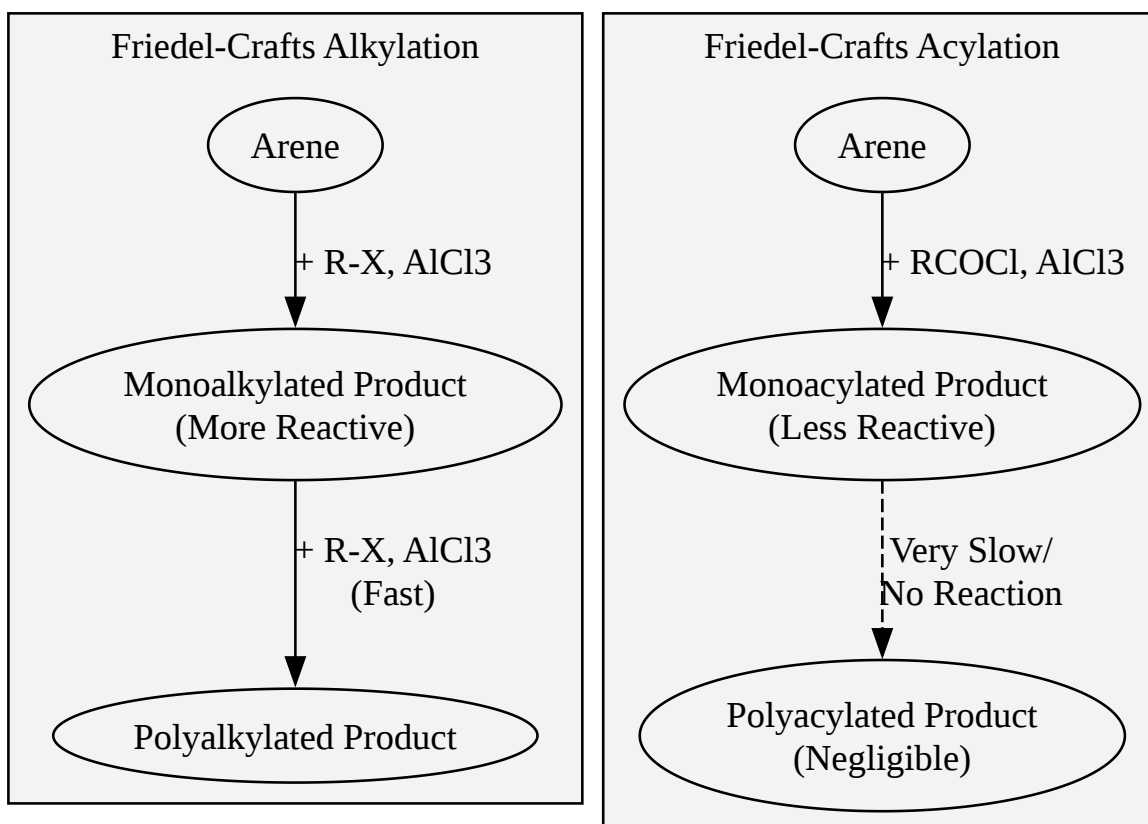 Friedel-Crafts Alkylation
Arene
+ R-X, AlCl3
Monoalkylated Product
(More Reactive)
+ R-X, AlCl3
(Fast)
Polyalkylated Product
Friedel-Crafts Acylation
Arene
+ RCOCl, AlCl3
Monoacylated Product
(Less Reactive)
Very Slow/
No Reaction
Polyacylated Product
(Negligible)